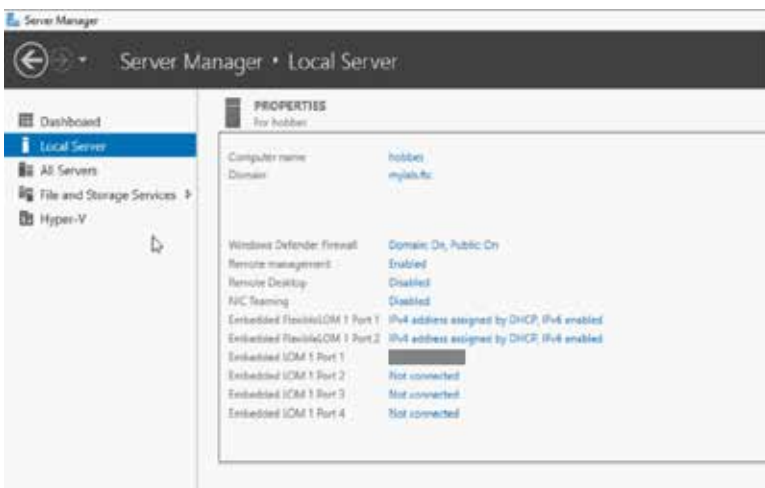 Server Manager
Server Manager • Local Server
Dashboard
Local Server
All Servers
File and Storage Services
Hyper-V
PROPERTIES
For hobbes
Computer name hobbes
Domain
Windows Defender Firewall Domain: On, Public: On
Remote management Enabled
Remote Desktop Disabled
NIC Teaming Disabled
Embedded FlexibleLOM 1 Port 1 IPv4 address assigned by DHCP, IPv6 enabled
Embedded FlexibleLOM 1 Port 2 IPv4 address assigned by DHCP, IPv6 enabled
Embedded LOM 1 Port 1
Embedded LOM 1 Port 2 Not connected
Embedded LOM 1 Port 3 Not connected
Embedded LOM 1 Port 4 Not connected